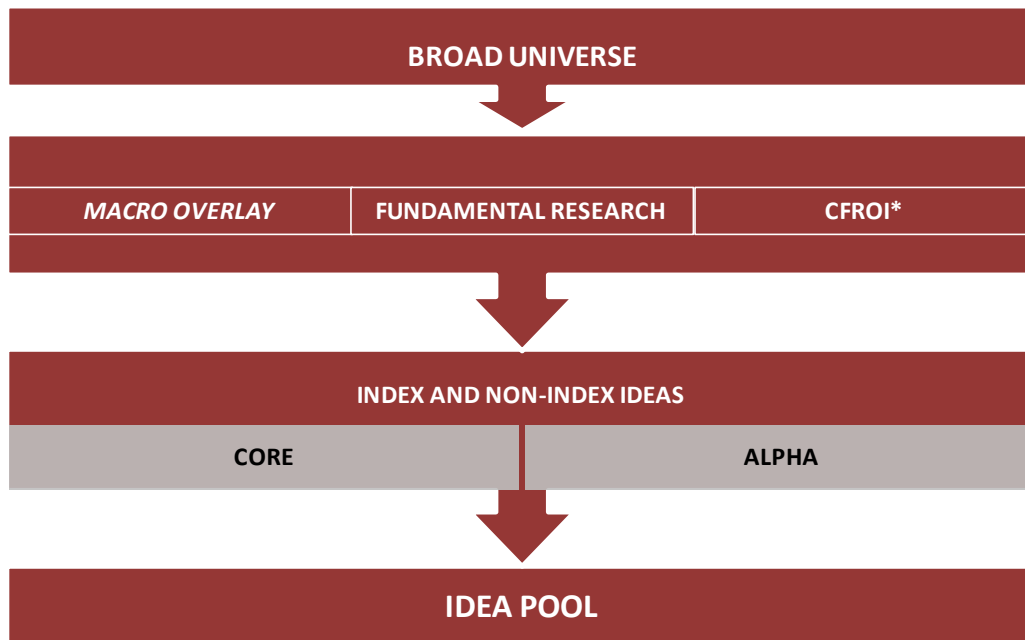 BROAD UNIVERSE
MACRO OVERLAY
FUNDAMENTAL RESEARCH
CFROI*
INDEX AND NON-INDEX IDEAS
CORE
ALPHA
IDEA POOL